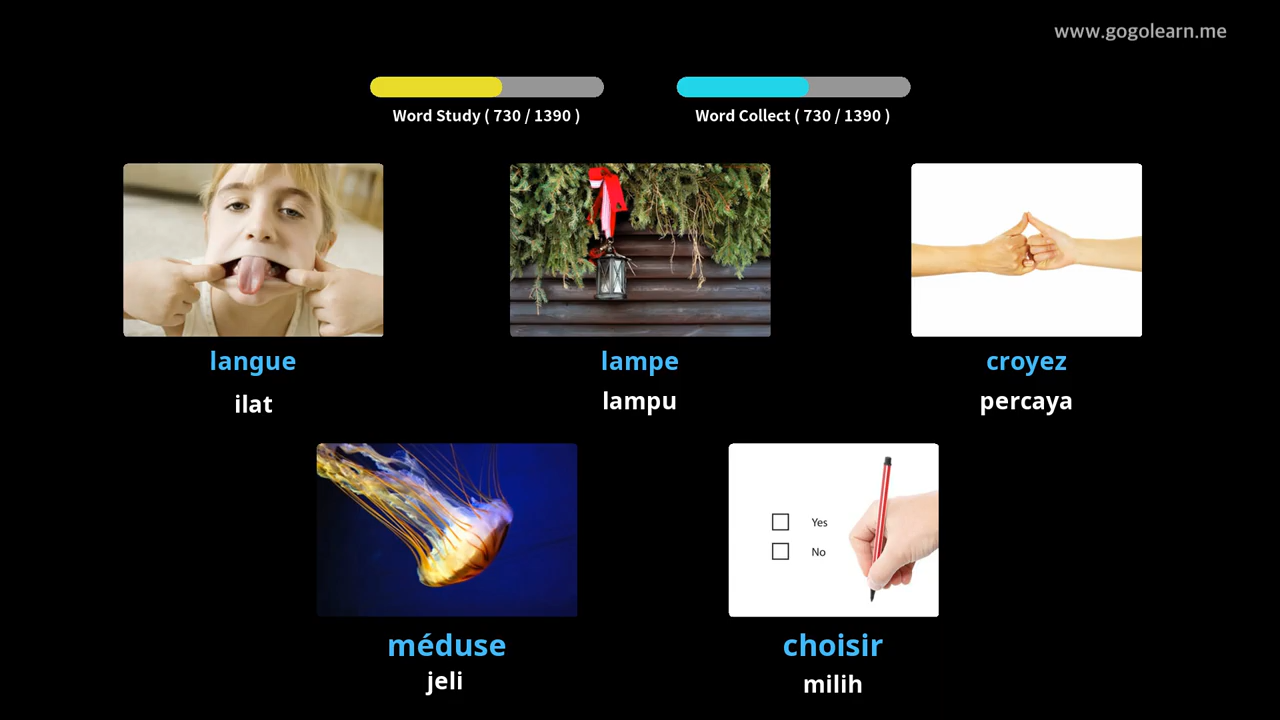 www.gogolearn.me
Word Study ( 730 / 1390 )
Word Collect ( 730 / 1390 )
langue
ilat
lampe
lampu
croyez
percaya
Yes
No
méduse
jeli
choisir
milih